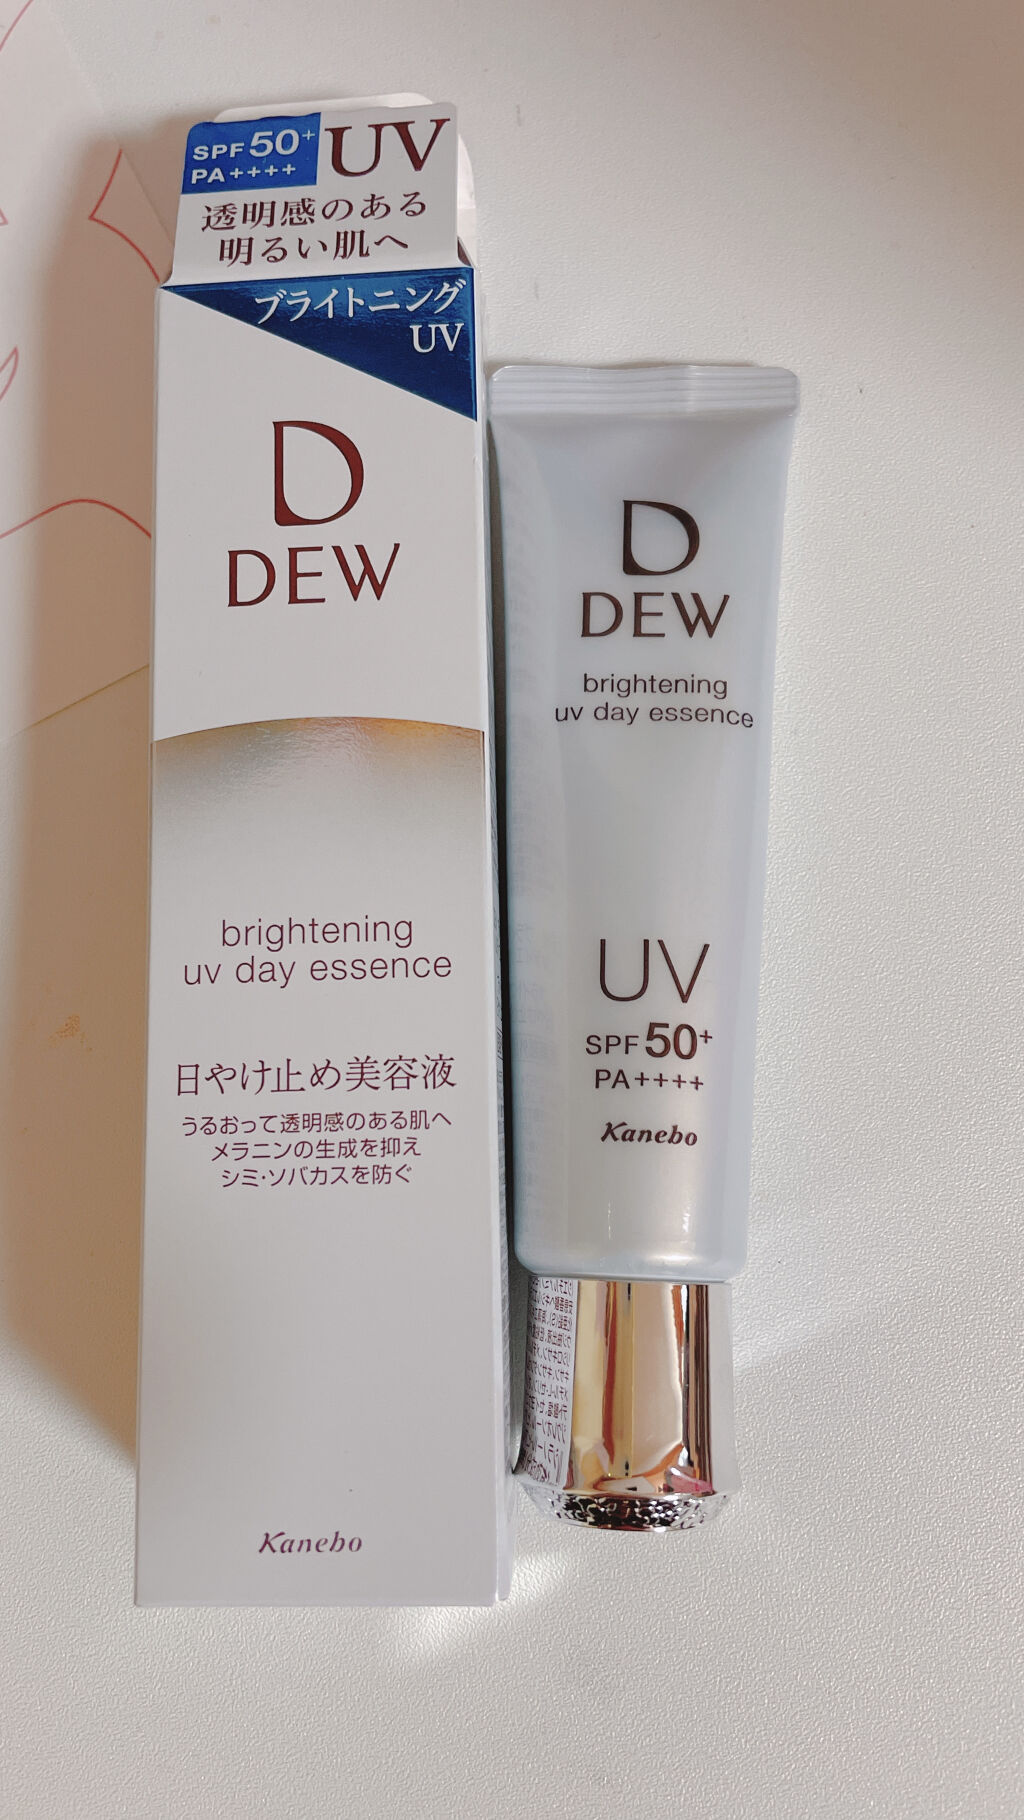 SPF50+
PA++++
UV
透明感のある
明るい肌へ
ブライトニング
UV
D
DEW
brightening
uv day essence
日やけ止め美容液
うるおって透明感のある肌へ
メラニンの生成を抑え
シミ・ソバカスを防ぐ
Kanebo
D
DEW
brightening
uv day essence
UV
SPF50+
PA++++
Kanebo